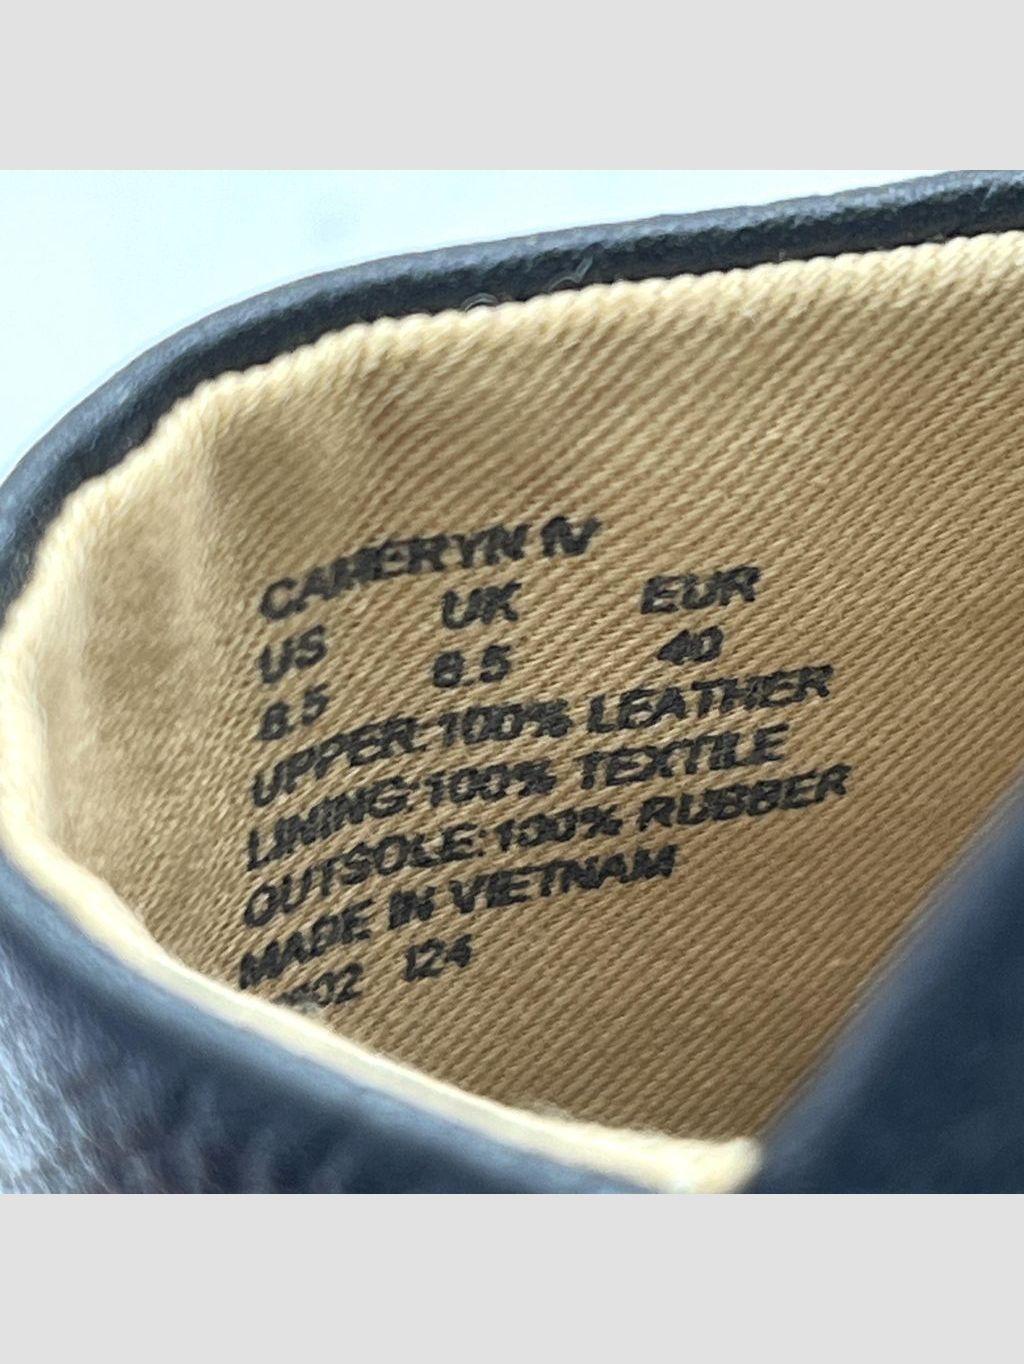 CAMERYN IV
US UK EUR
8.5 6.5 40
UPPER:100% LEATHER
LINING:100% TEXTILE
OUTSOLE:100% RUBBER
MADE IN VIETNAM
I24